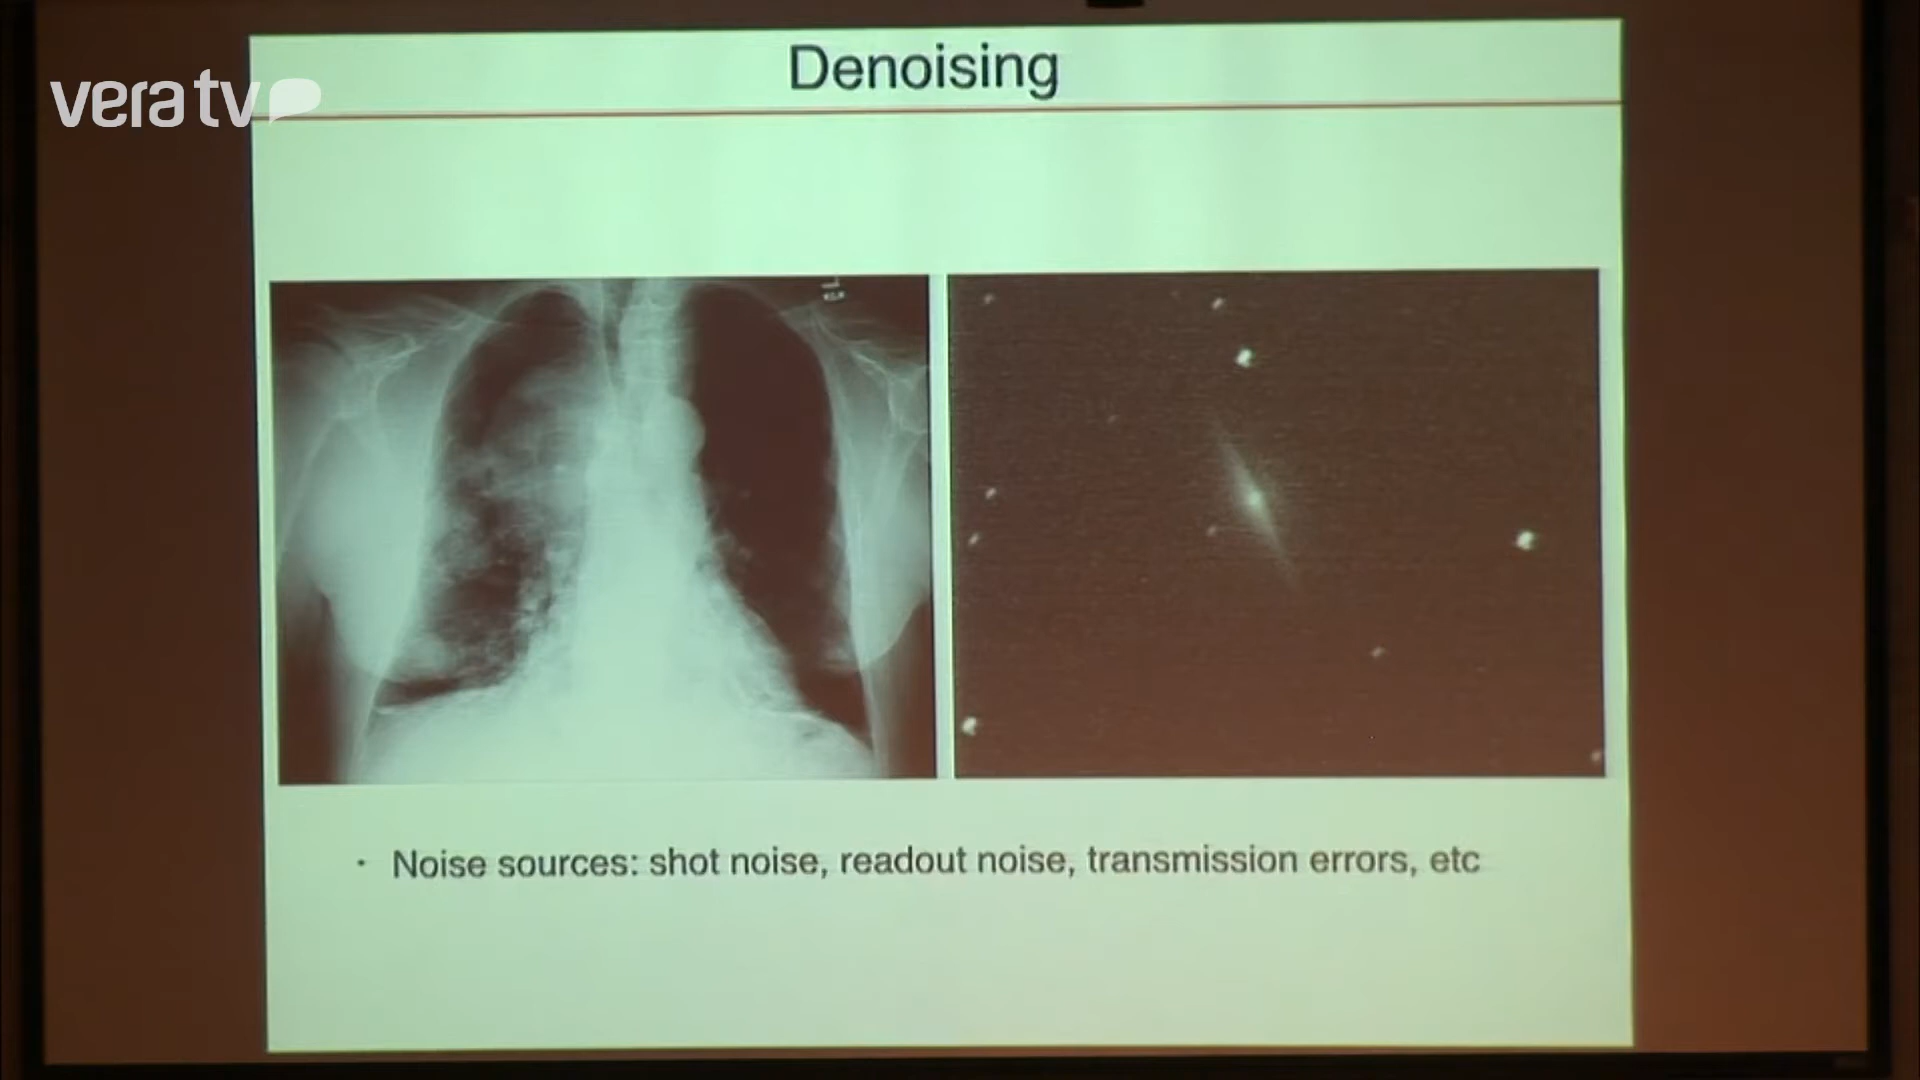 vera tv
Denoising
L
· Noise sources: shot noise, readout noise, transmission errors, etc